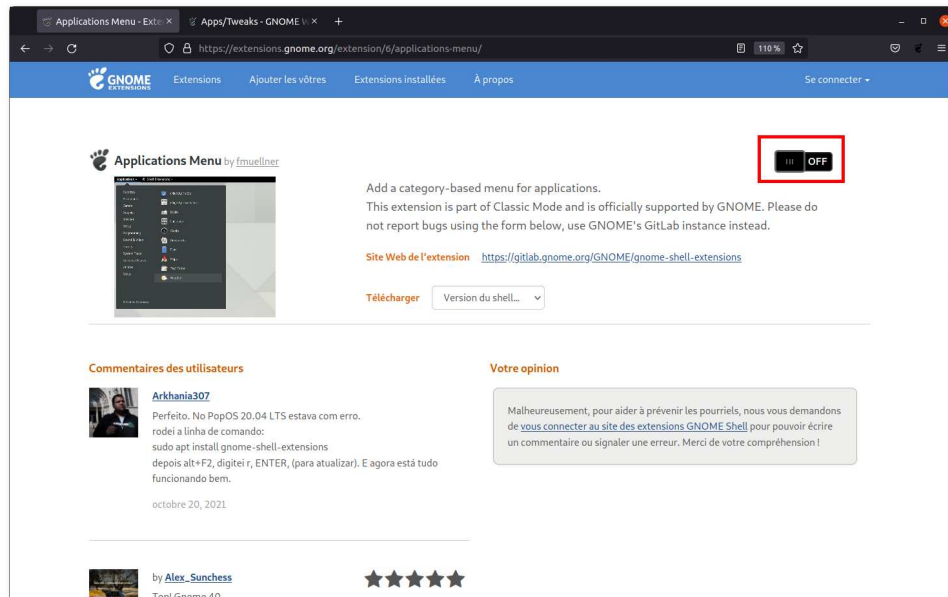 Applications Menu - Exte
Apps/Tweaks - GNOME W
https://extensions.gnome.org/extension/6/applications-menu/
110 %
GNOME
EXTENSIONS
Extensions
Ajouter les vôtres
Extensions installées
À propos
Se connecter
Applications Menu by fmuellner
OFF
Add a category-based menu for applications.
This extension is part of Classic Mode and is officially supported by GNOME. Please do
not report bugs using the form below, use GNOME's GitLab instance instead.
Site Web de l'extension https://gitlab.gnome.org/GNOME/gnome-shell-extensions
Télécharger Version du shell...
Commentaires des utilisateurs
Arkhania307
Perfeito. No PopOS 20.04 LTS estava com erro.
rodei a linha de comando:
sudo apt install gnome-shell-extensions
depois alt+F2, digitei r, ENTER, (para atualizar). E agora está tudo
funcionando bem.
octobre 20, 2021
by Alex_Sunchess
Top! Gnome 40
Votre opinion
Malheureusement, pour aider à prévenir les pourriels, nous vous demandons
de vous connecter au site des extensions GNOME Shell pour pouvoir écrire
un commentaire ou signaler une erreur. Merci de votre compréhension !